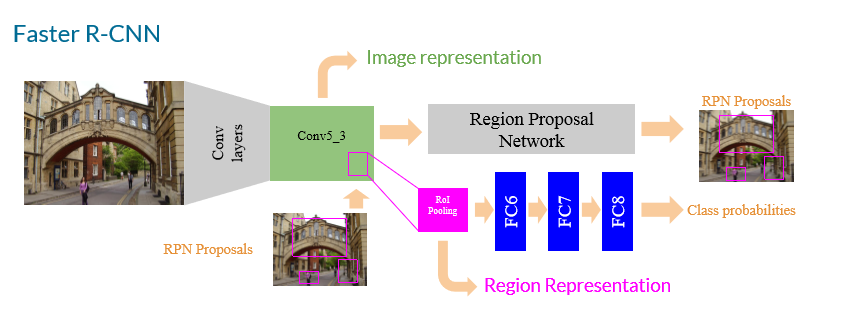 Faster R-CNN
Image representation
Conv
layers
Conv5_3
Region Proposal
Network
RPN Proposals
RoI
Pooling
FC6
FC7
FC8
Class probabilities
RPN Proposals
Region Representation